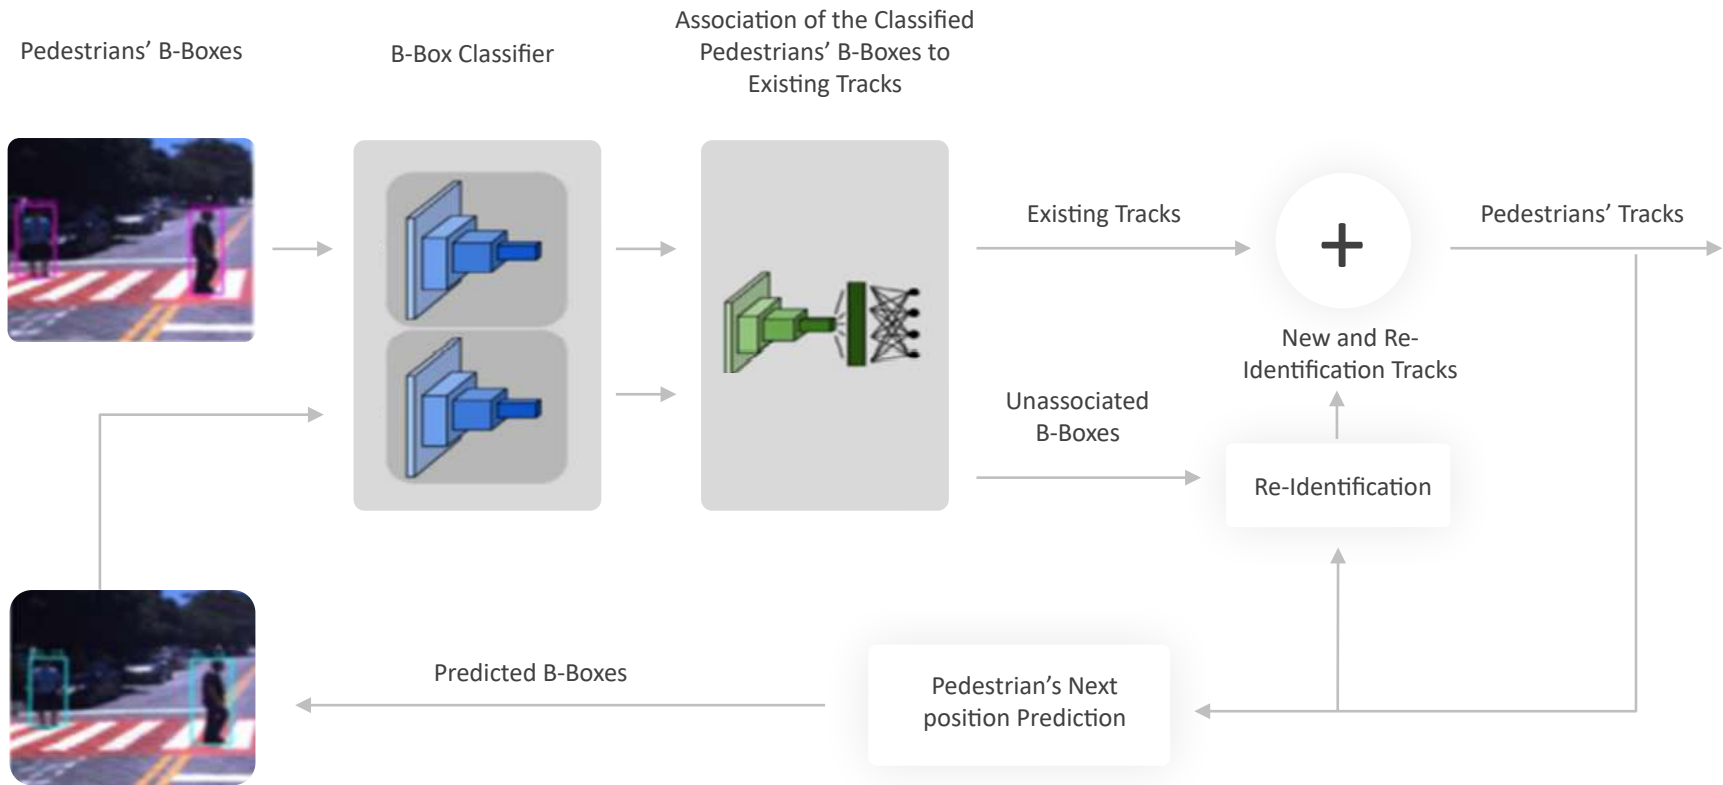 Association of the Classified
Pedestrians’ B-Boxes to
Existing Tracks
Pedestrians’ B-Boxes
B-Box Classifier
Existing Tracks
+
Pedestrians’ Tracks
New and Re-
Identification Tracks
Unassociated
B-Boxes
Re-Identification
Predicted B-Boxes
Pedestrian’s Next
position Prediction